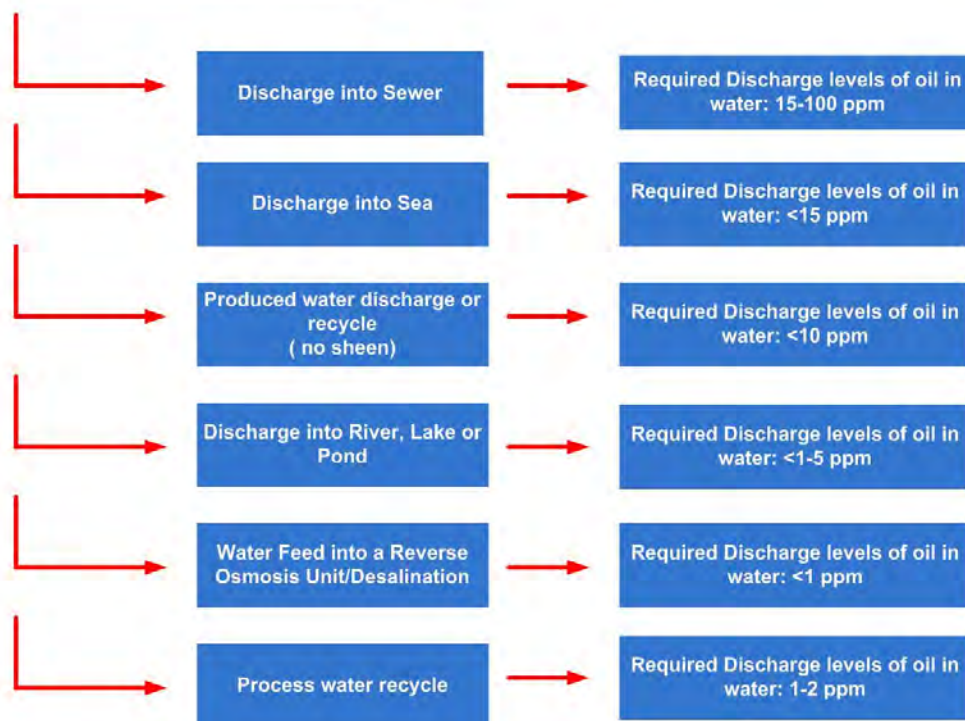 Discharge into Sewer
Required Discharge levels of oil in
water: 15-100 ppm
Discharge into Sea
Required Discharge levels of oil in
water: <15 ppm
Produced water discharge or
recycle
( no sheen)
Required Discharge levels of oil in
water: <10 ppm
Discharge into River, Lake or
Pond
Required Discharge levels of oil in
water: <1-5 ppm
Water Feed into a Reverse
Osmosis Unit/Desalination
Required Discharge levels of oil in
water: <1 ppm
Process water recycle
Required Discharge levels of oil in
water: 1-2 ppm